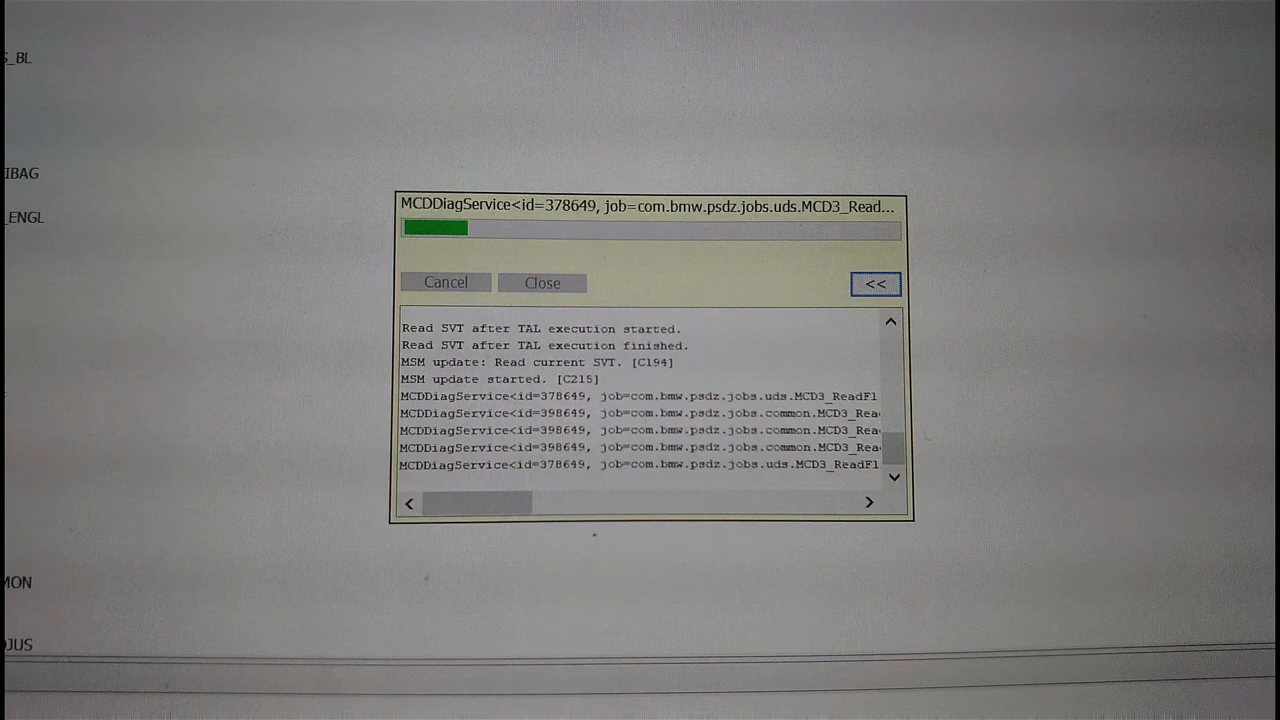 G_BL
IBAG
_ENGL
MCDDiagService<id=378649, job=com.bmw.psdz.jobs.uds.MCD3_Read...
Cancel
Close
<<
Read SVT after TAL execution started.
Read SVT after TAL execution finished.
MSM update: Read current SVT. [C194]
MSM update started. [C215]
MCDDiagService<id=378649, job=com.bmw.psdz.jobs.uds.MCD3_ReadFl
MCDDiagService<id=398649, job=com.bmw.psdz.jobs.common.MCD3_Rea
MCDDiagService<id=398649, job=com.bmw.psdz.jobs.common.MCD3_Rea
MCDDiagService<id=398649, job=com.bmw.psdz.jobs.common.MCD3_Rea
MCDDiagService<id=378649, job=com.bmw.psdz.jobs.uds.MCD3_ReadFl
MON
OJUS